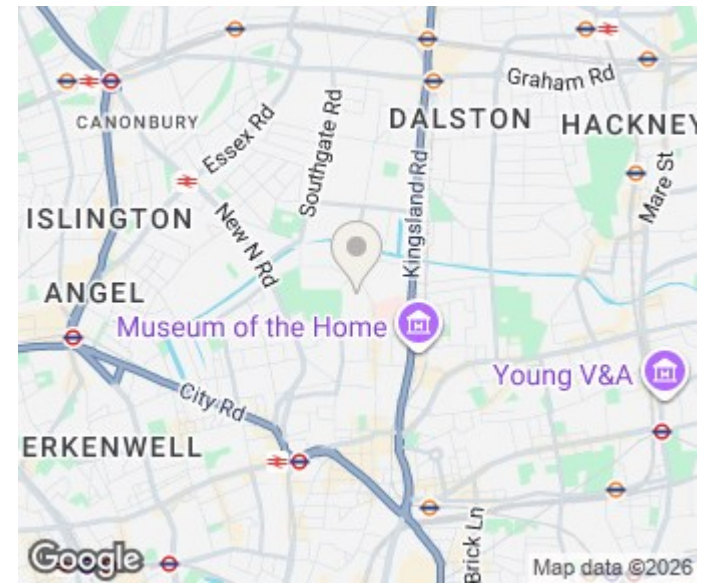 Graham Rd
DALSTON
HACKNEY
CANONBURY
Essex Rd
Southgate Rd
Kingsland Rd
Mare St
ISLINGTON
New N Rd
ANGEL
Museum of the Home
Young V&A
City Rd
ERKENWELL
Brick Ln
Google
Map data ©2026